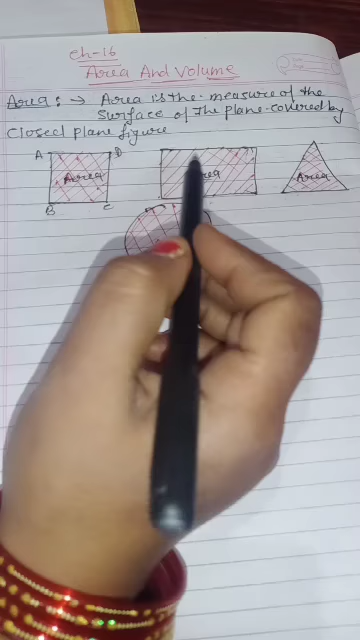 Ch-16
Area And Volume
Area :→ Area is the measure of the
surface of The plane covered by
closed plane figure
A D
Area Area
B C